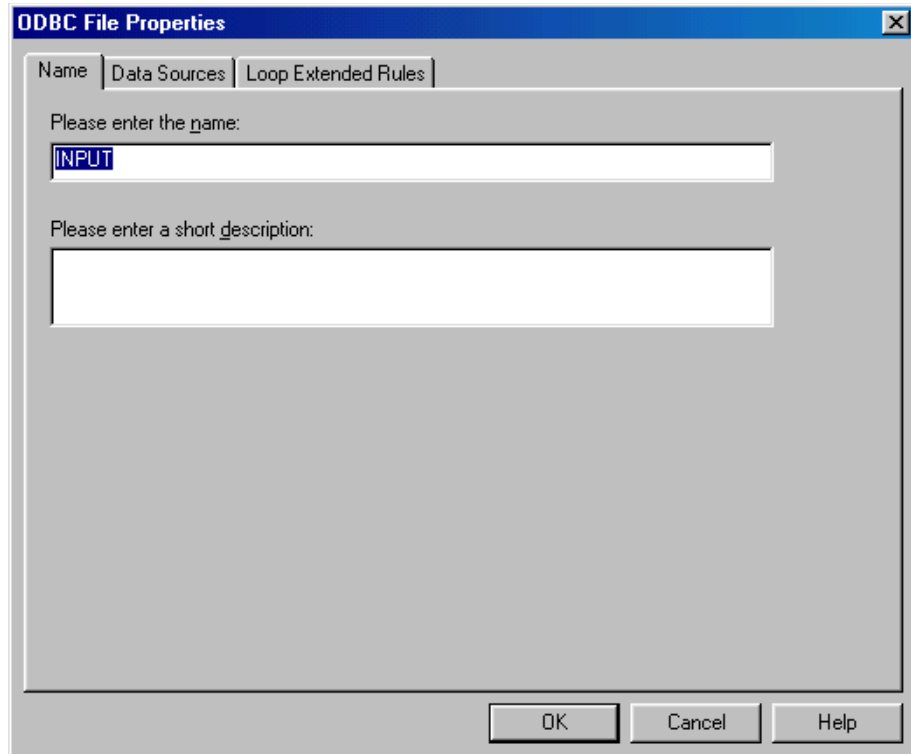 ODBC File Properties
Name Data Sources Loop Extended Rules
Please enter the name:
INPUT
Please enter a short description:
OK Cancel Help